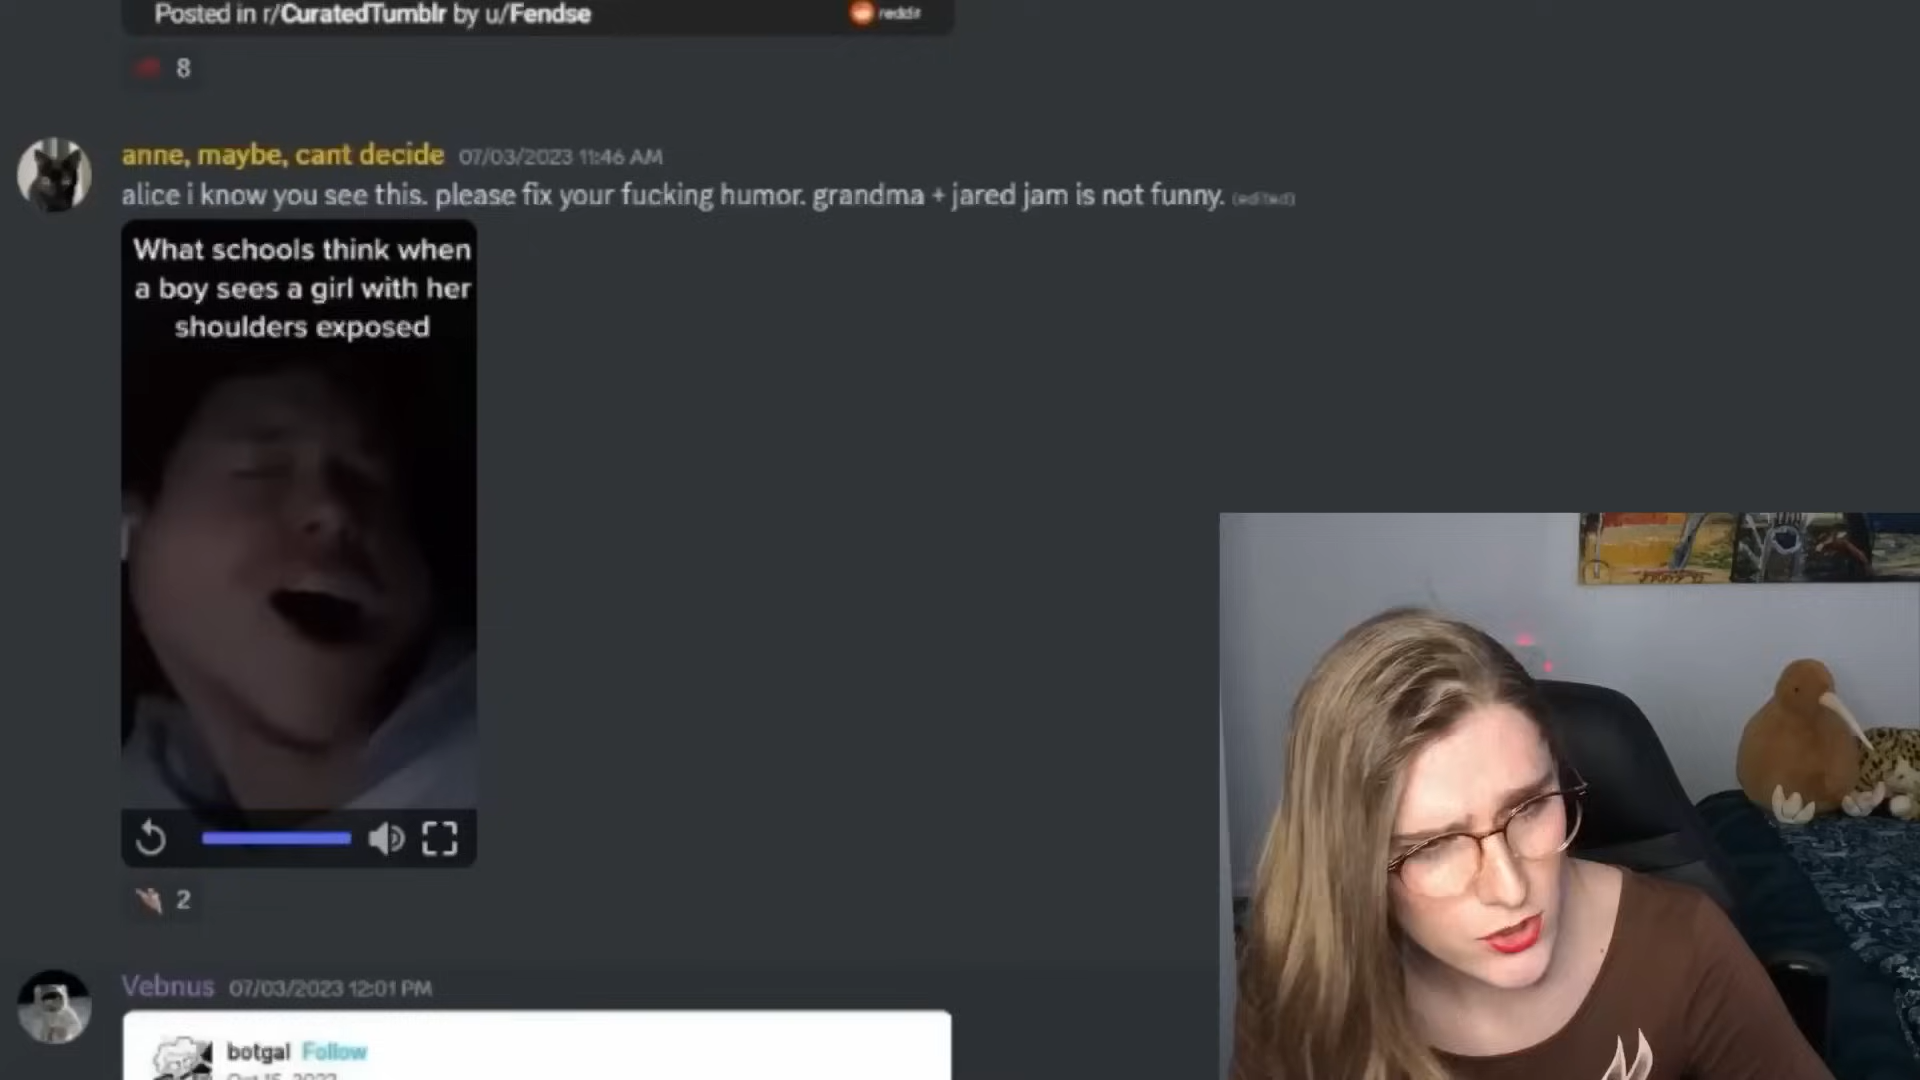 Posted in r/CuratedTumblr by u/Fendse
reddit
8
anne, maybe, cant decide 07/03/2023 11:46 AM
alice i know you see this. please fix your fucking humor. grandma + jared jam is not funny. (edited)
What schools think when
a boy sees a girl with her
shoulders exposed
2
Vebnus 07/03/2023 12:01 PM
botgal Follow